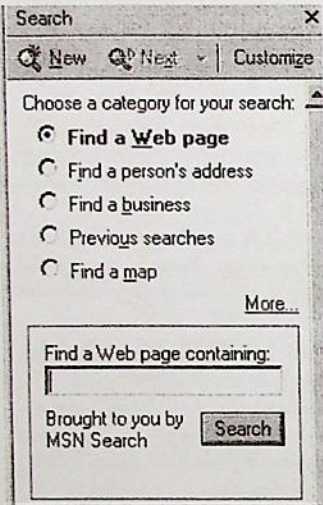 Search
New Next Customize
Choose a category for your search:
Find a Web page
Find a person's address
Find a business
Previous searches
Find a map
More...
Find a Web page containing:
Brought to you by
MSN Search
Search